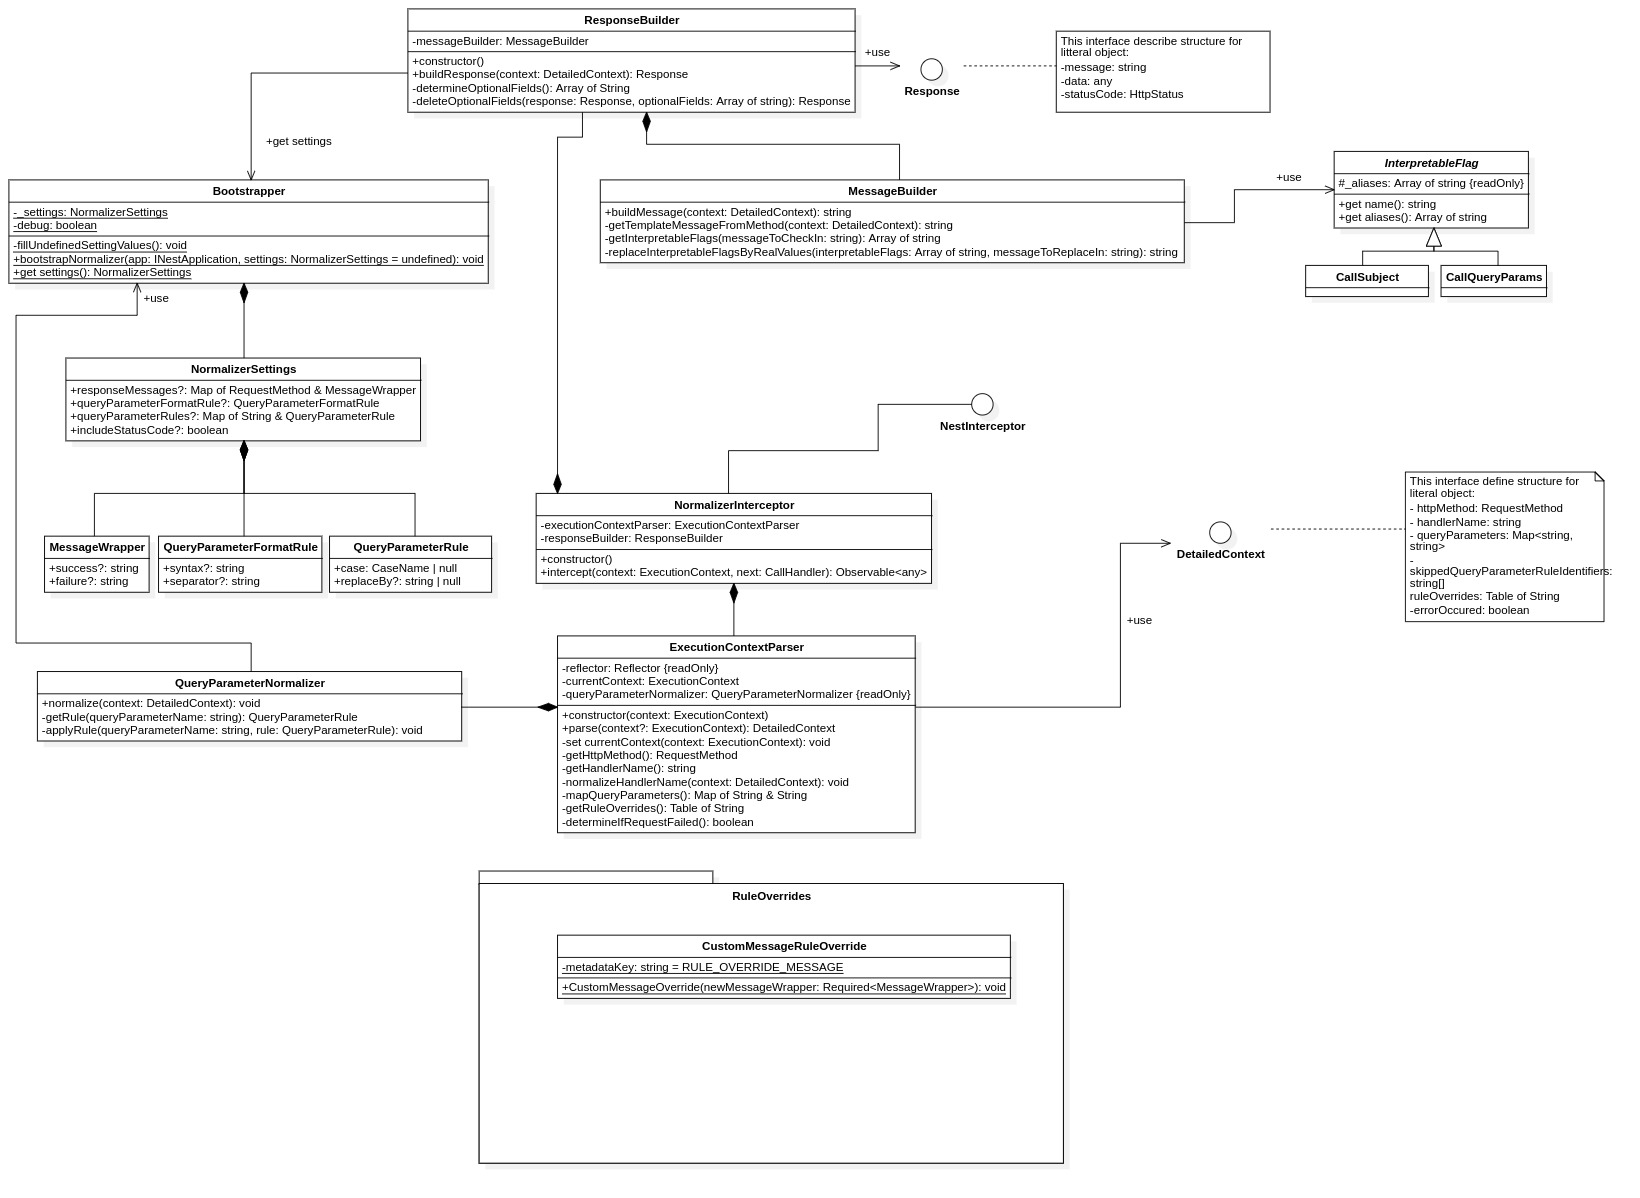 ResponseBuilder
-messageBuilder: MessageBuilder
+constructor()
+buildResponse(context: DetailedContext): Response
-determineOptionalFields(): Array of String
-deleteOptionalFields(response: Response, optionalFields: Array of string): Response
+use
Response
This interface describe structure for
litteral object:
-message: string
-data: any
-statusCode: HttpStatus
+get settings
Bootstrapper
-_settings: NormalizerSettings
-debug: boolean
-fillUndefinedSettingValues(): void
+bootstrapNormalizer(app: INestApplication, settings: NormalizerSettings = undefined): void
+get settings(): NormalizerSettings
+use
MessageBuilder
+buildMessage(context: DetailedContext): string
-getTemplateMessageFromMethod(context: DetailedContext): string
-getInterpretableFlags(messageToCheckIn: string): Array of string
-replaceInterpretableFlagsByRealValues(interpretableFlags: Array of string, messageToReplaceIn: string): string
+use
InterpretableFlag
#_aliases: Array of string {readOnly}
+get name(): string
+get aliases(): Array of string
CallSubject
CallQueryParams
NormalizerSettings
+responseMessages?: Map of RequestMethod & MessageWrapper
+queryParameterFormatRule?: QueryParameterFormatRule
+queryParameterRules?: Map of String & QueryParameterRule
+includeStatusCode?: boolean
NestInterceptor
MessageWrapper
+success?: string
+failure?: string
QueryParameterFormatRule
+syntax?: string
+separator?: string
QueryParameterRule
+case: CaseName | null
+replaceBy?: string | null
NormalizerInterceptor
-executionContextParser: ExecutionContextParser
-responseBuilder: ResponseBuilder
+constructor()
+intercept(context: ExecutionContext, next: CallHandler): Observable<any>
DetailedContext
This interface define structure for
literal object:
- httpMethod: RequestMethod
- handlerName: string
- queryParameters: Map<string,
string>
-
skippedQueryParameterRuleIdentifiers:
string[]
ruleOverrides: Table of String
-errorOccured: boolean
+use
QueryParameterNormalizer
+normalize(context: DetailedContext): void
-getRule(queryParameterName: string): QueryParameterRule
-applyRule(queryParameterName: string, rule: QueryParameterRule): void
ExecutionContextParser
-reflector: Reflector {readOnly}
-currentContext: ExecutionContext
-queryParameterNormalizer: QueryParameterNormalizer {readOnly}
+constructor(context: ExecutionContext)
+parse(context?: ExecutionContext): DetailedContext
-set currentContext(context: ExecutionContext): void
-getHttpMethod(): RequestMethod
-getHandlerName(): string
-normalizeHandlerName(context: DetailedContext): void
-mapQueryParameters(): Map of String & String
-getRuleOverrides(): Table of String
-determineIfRequestFailed(): boolean
RuleOverrides
CustomMessageRuleOverride
-metadataKey: string = RULE_OVERRIDE_MESSAGE
+CustomMessageOverride(newMessageWrapper: Required<MessageWrapper>): void